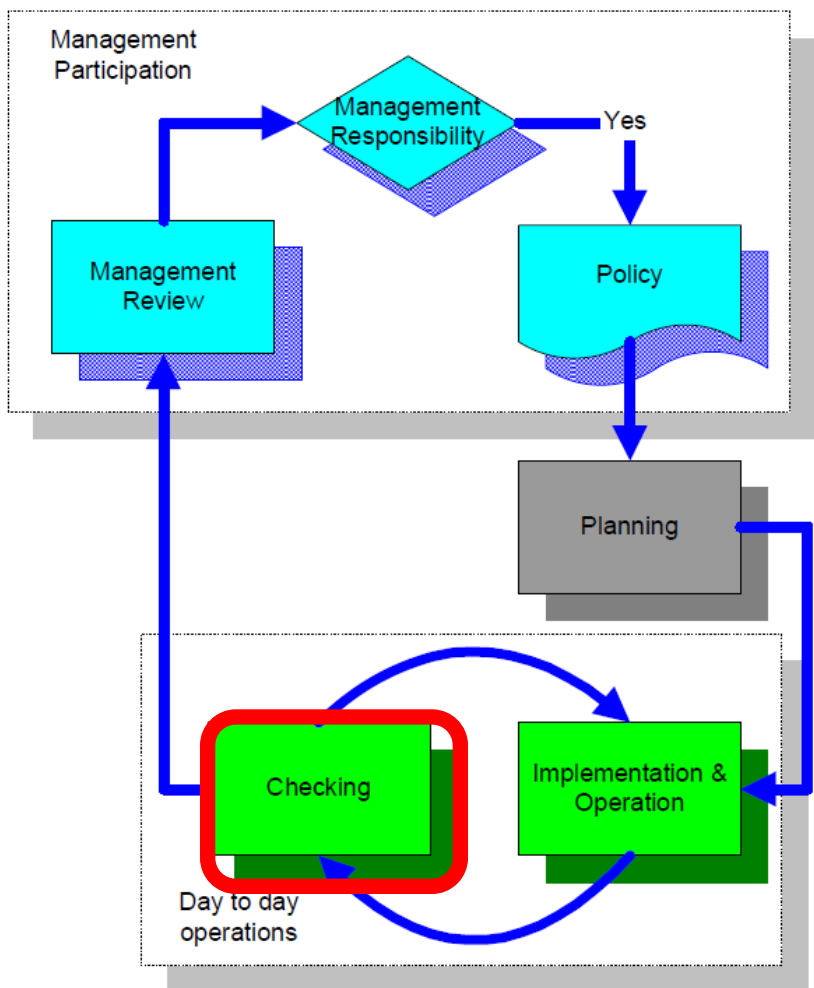 Management
Participation
Management
Responsibility
Yes
Management
Review
Policy
Planning
Checking
Implementation &
Operation
Day to day
operations